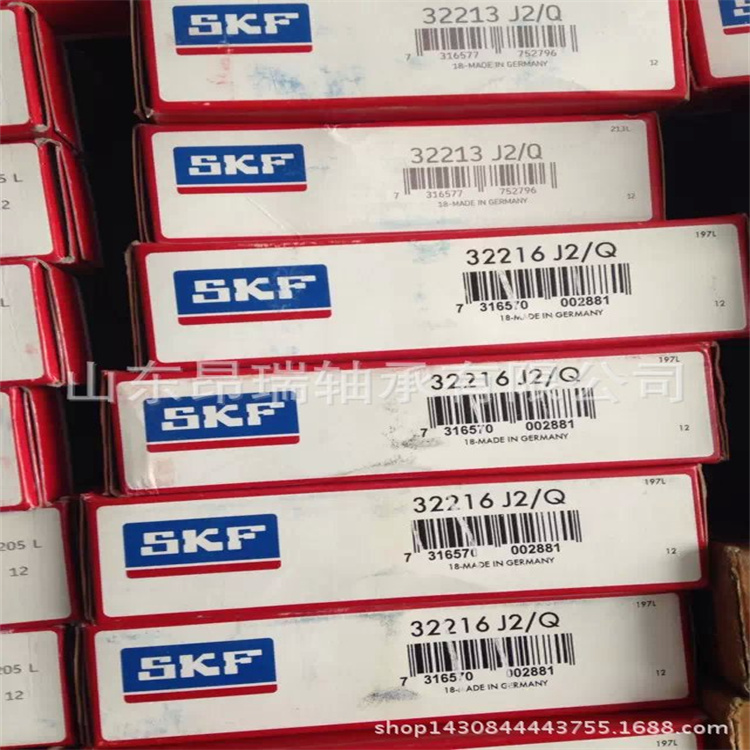 SKF
32213 J2/Q
7 316577 752796
18-MADE IN GERMANY
12
213L
SKF
32213 J2/Q
7 316577 752796
18-MADE IN GERMANY
12
197L
SKF
32216 J2/Q
7 316570 002881
18-MADE IN GERMANY
12
山东昂瑞轴承有限公司
197L
SKF
32216 J2/Q
7 316570 002881
18-MADE IN GERMANY
12
197L
SKF
32216 J2/Q
7 316570 002881
18-MADE IN GERMANY
12
197L
SKF
32216 J2/Q
7 316570 002881
18-MADE IN GERMANY
12
L
2
205 L
12
205 L
12
197L
shop1430844443755.1688.com